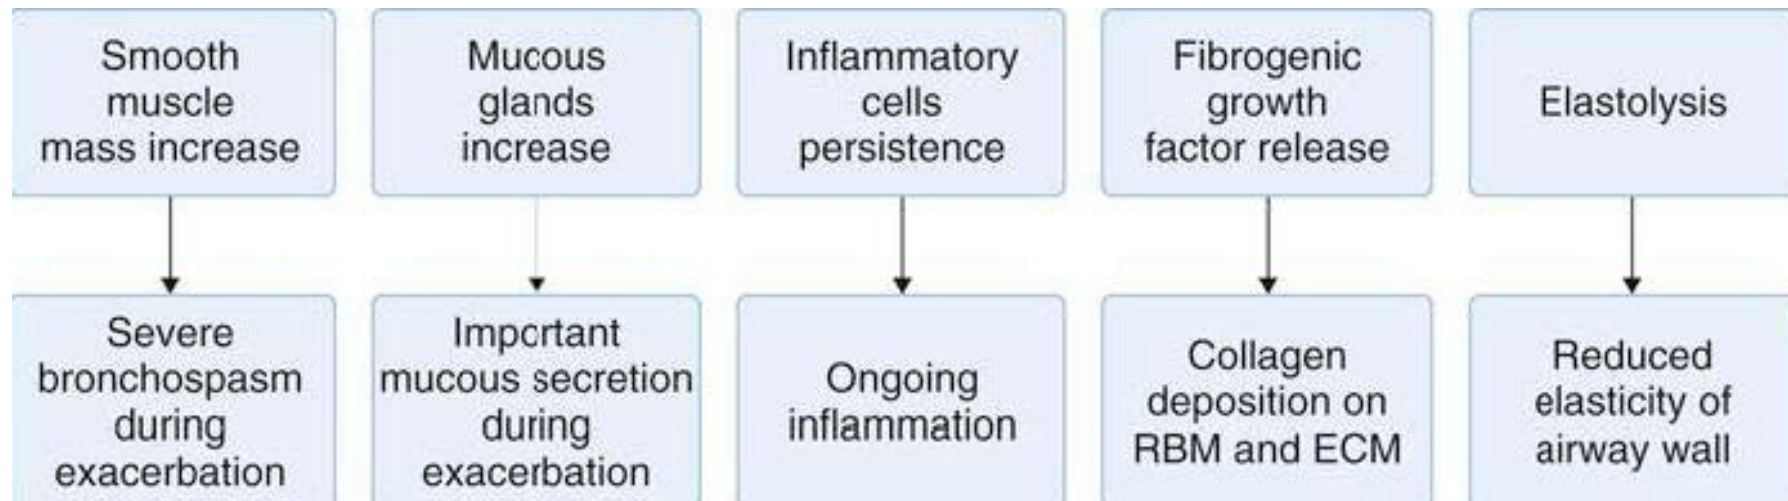 Smooth
muscle
mass increase
Mucous
glands
increase
Inflammatory
cells
persistence
Fibrogenic
growth
factor release
Elastolysis
Severe
bronchospasm
during
exacerbation
Important
mucous secretion
during
exacerbation
Ongoing
inflammation
Collagen
deposition on
RBM and ECM
Reduced
elasticity of
airway wall